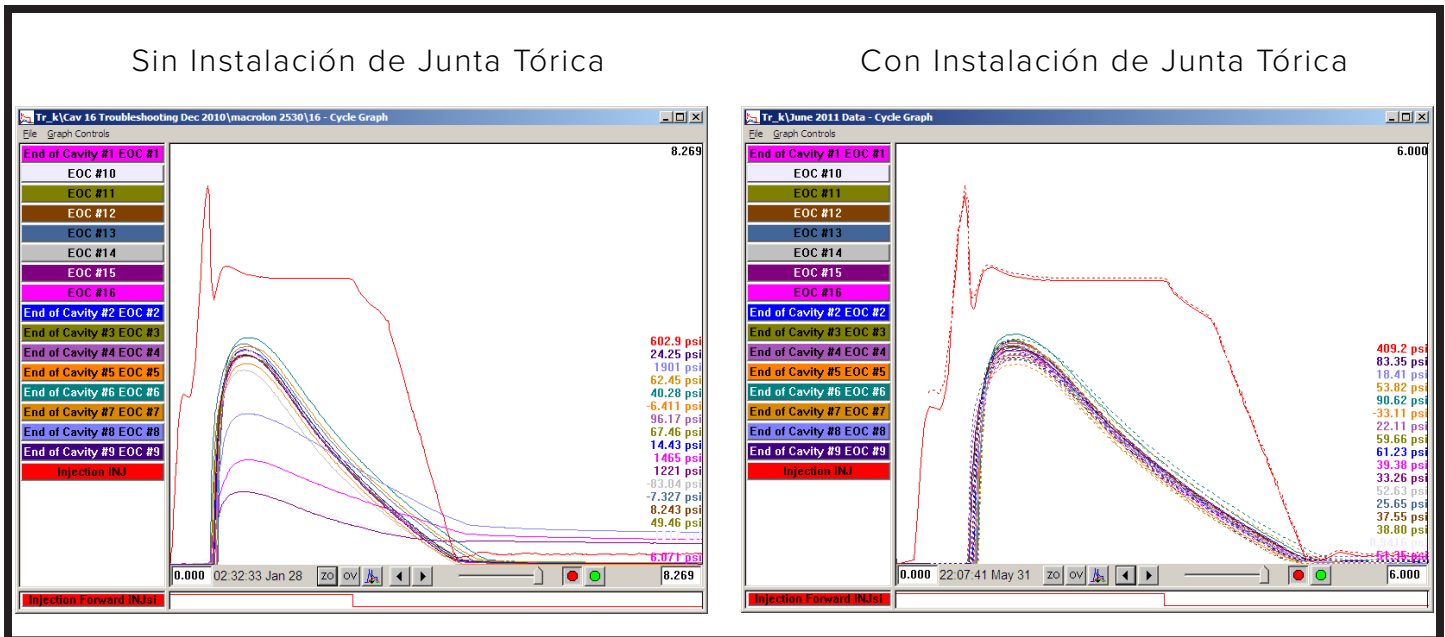 Sin Instalación de Junta Tórica
Tr_k\Cav 16 Troubleshooting Dec 2010\macrolon 2530\16 - Cycle Graph
File Graph Controls
End of Cavity #1 EOC #1
EOC #10
EOC #11
EOC #12
EOC #13
EOC #14
EOC #15
EOC #16
End of Cavity #2 EOC #2
End of Cavity #3 EOC #3
End of Cavity #4 EOC #4
End of Cavity #5 EOC #5
End of Cavity #6 EOC #6
End of Cavity #7 EOC #7
End of Cavity #8 EOC #8
End of Cavity #9 EOC #9
Injection INJ
8.269
602.9 psi
24.25 psi
1901 psi
62.45 psi
40.28 psi
-6.411 psi
96.17 psi
67.46 psi
14.43 psi
1465 psi
1221 psi
-83.04 psi
-7.327 psi
8.243 psi
49.46 psi
6.071 psi
0.000 02:32:33 Jan 28 ZO OV 8.269
Injection Forward INJsi
Con Instalación de Junta Tórica
Tr_k\June 2011 Data - Cycle Graph
File Graph Controls
End of Cavity #1 EOC #1
EOC #10
EOC #11
EOC #12
EOC #13
EOC #14
EOC #15
EOC #16
End of Cavity #2 EOC #2
End of Cavity #3 EOC #3
End of Cavity #4 EOC #4
End of Cavity #5 EOC #5
End of Cavity #6 EOC #6
End of Cavity #7 EOC #7
End of Cavity #8 EOC #8
End of Cavity #9 EOC #9
Injection INJ
6.000
409.2 psi
83.35 psi
18.41 psi
53.82 psi
90.62 psi
-33.11 psi
22.11 psi
59.66 psi
61.23 psi
39.38 psi
33.26 psi
52.63 psi
25.65 psi
37.55 psi
38.80 psi
51.35 psi
0.000 22:07:41 May 31 ZO OV 6.000
Injection Forward INJsi